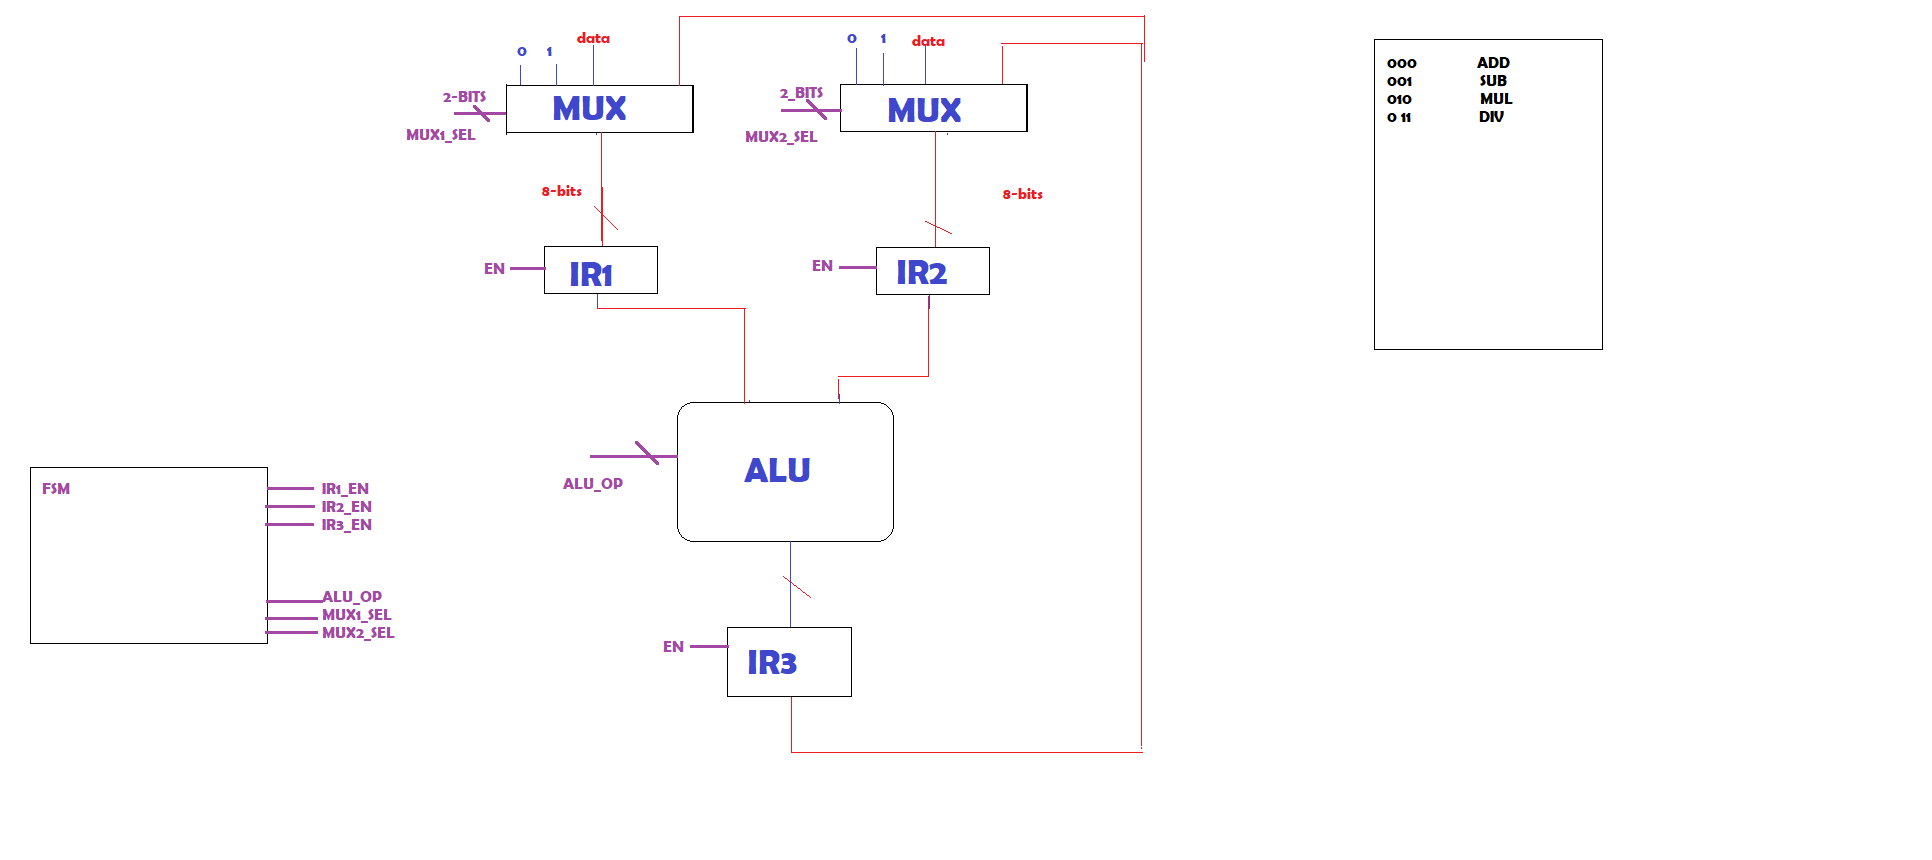 0 1 data
2-BITS
MUX
MUX1_SEL
8-bits
EN
IR1
0 1 data
2_BITS
MUX
MUX2_SEL
8-bits
EN
IR2
ALU
ALU_OP
EN
IR3
FSM
IR1_EN
IR2_EN
IR3_EN
ALU_OP
MUX1_SEL
MUX2_SEL
000 ADD
001 SUB
010 MUL
0 11 DIV